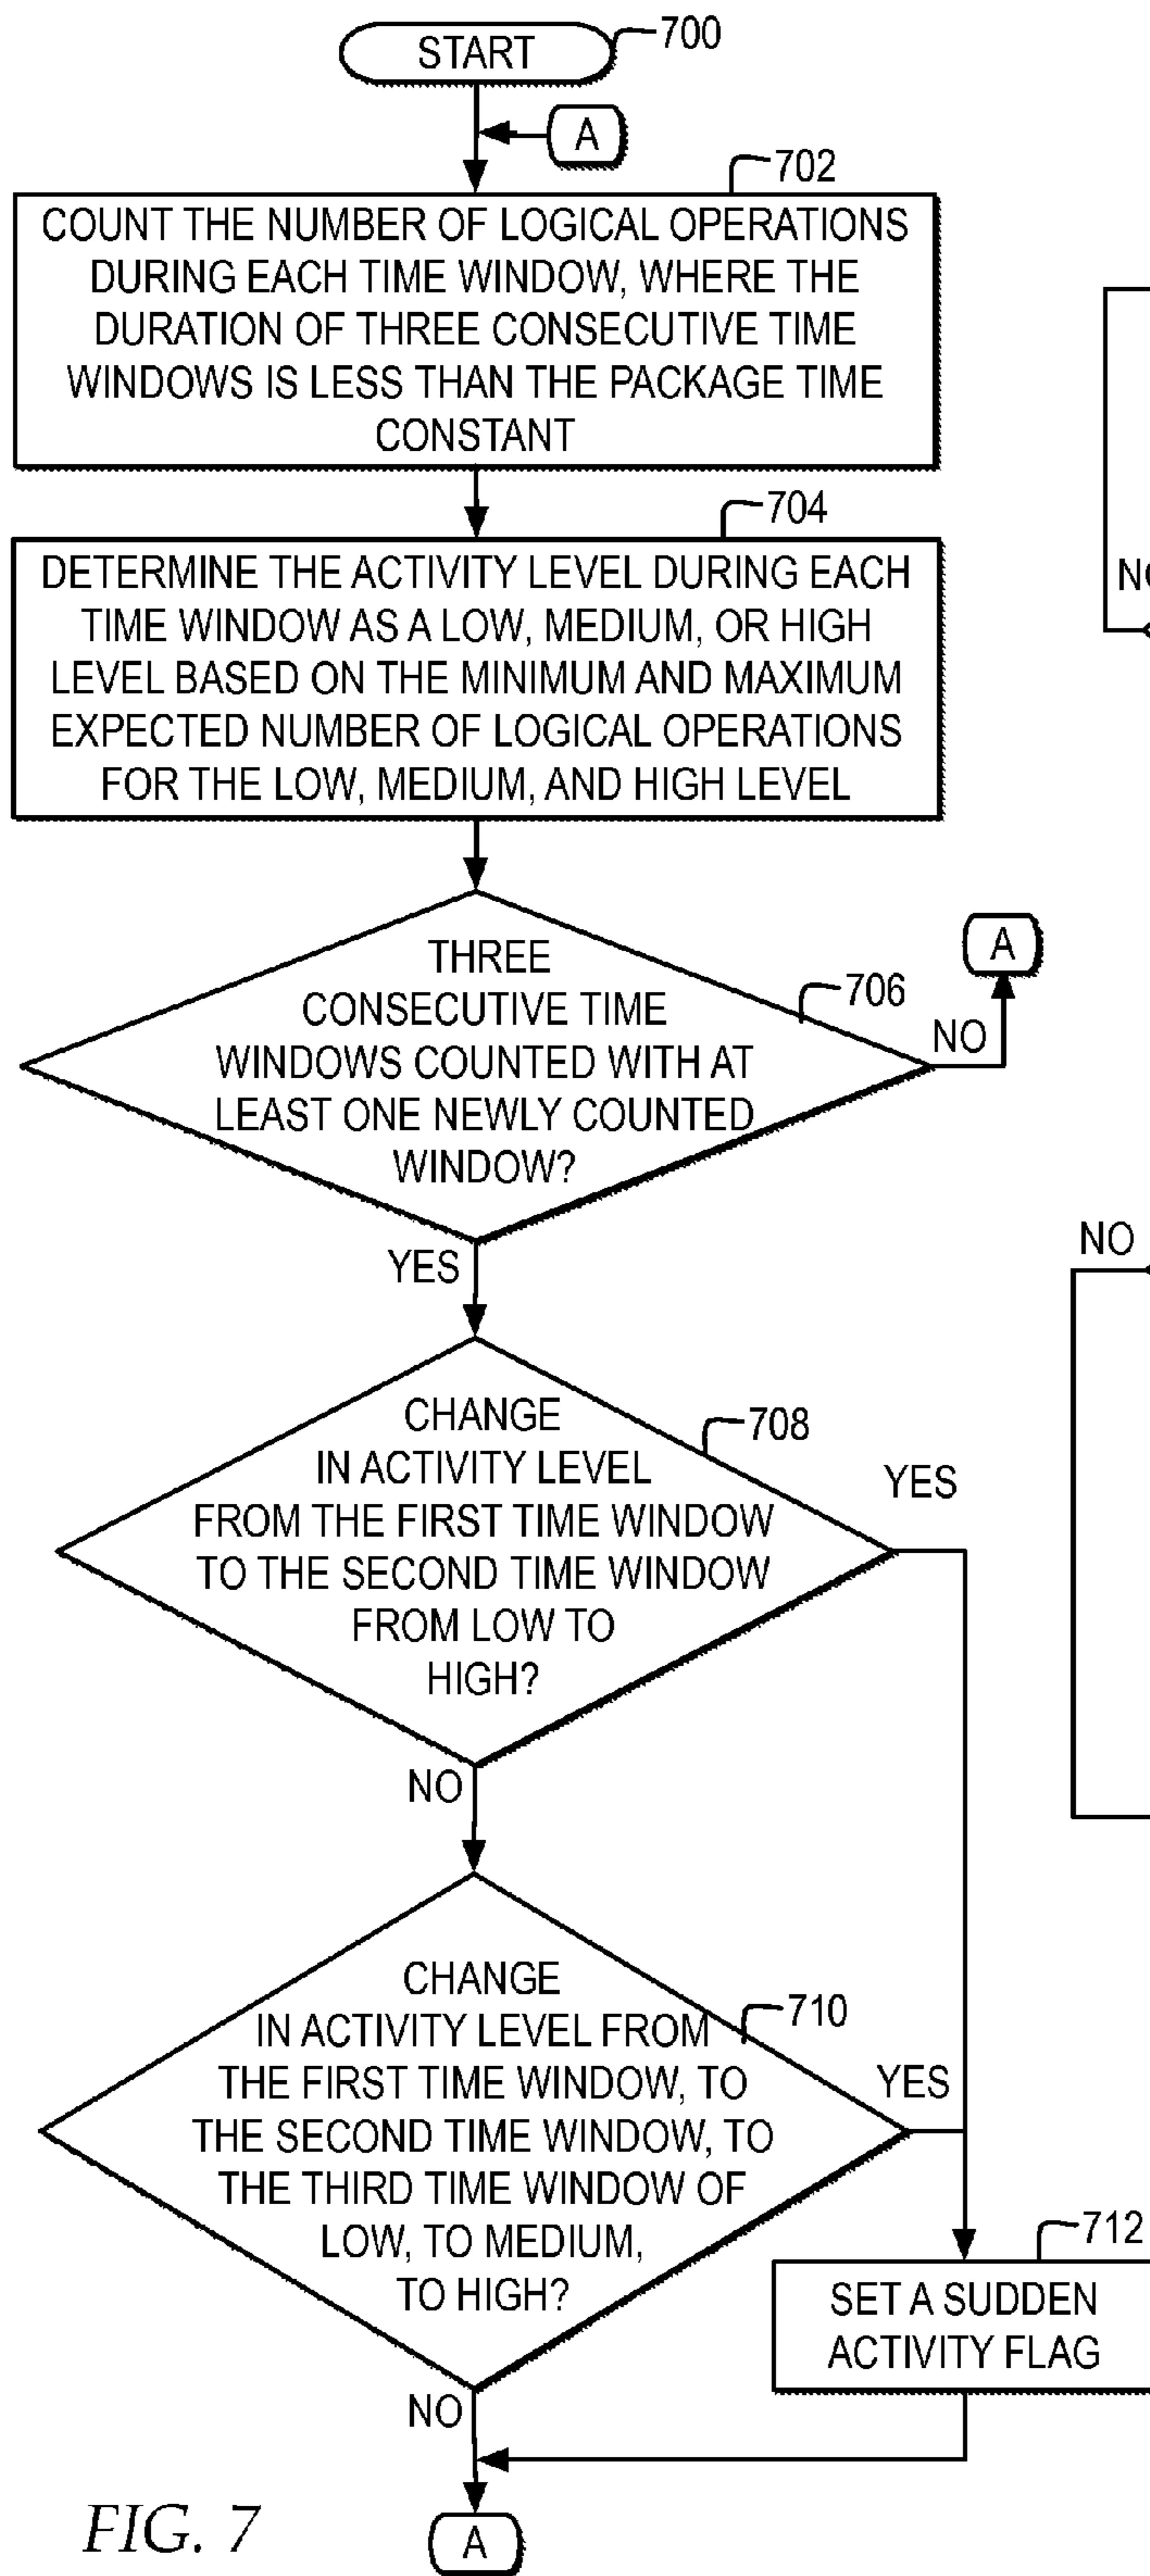 START
700
A
702
COUNT THE NUMBER OF LOGICAL OPERATIONS
DURING EACH TIME WINDOW, WHERE THE
DURATION OF THREE CONSECUTIVE TIME
WINDOWS IS LESS THAN THE PACKAGE TIME
CONSTANT
704
DETERMINE THE ACTIVITY LEVEL DURING EACH
TIME WINDOW AS A LOW, MEDIUM, OR HIGH
LEVEL BASED ON THE MINIMUM AND MAXIMUM
EXPECTED NUMBER OF LOGICAL OPERATIONS
FOR THE LOW, MEDIUM, AND HIGH LEVEL
THREE
CONSECUTIVE TIME
WINDOWS COUNTED WITH AT
LEAST ONE NEWLY COUNTED
WINDOW?
706
NO
A
YES
CHANGE
IN ACTIVITY LEVEL
FROM THE FIRST TIME WINDOW
TO THE SECOND TIME WINDOW
FROM LOW TO
HIGH?
708
YES
NO
CHANGE
IN ACTIVITY LEVEL FROM
THE FIRST TIME WINDOW, TO
THE SECOND TIME WINDOW, TO
THE THIRD TIME WINDOW OF
LOW, TO MEDIUM,
TO HIGH?
710
YES
712
SET A SUDDEN
ACTIVITY FLAG
NO
A
FIG. 7
NO